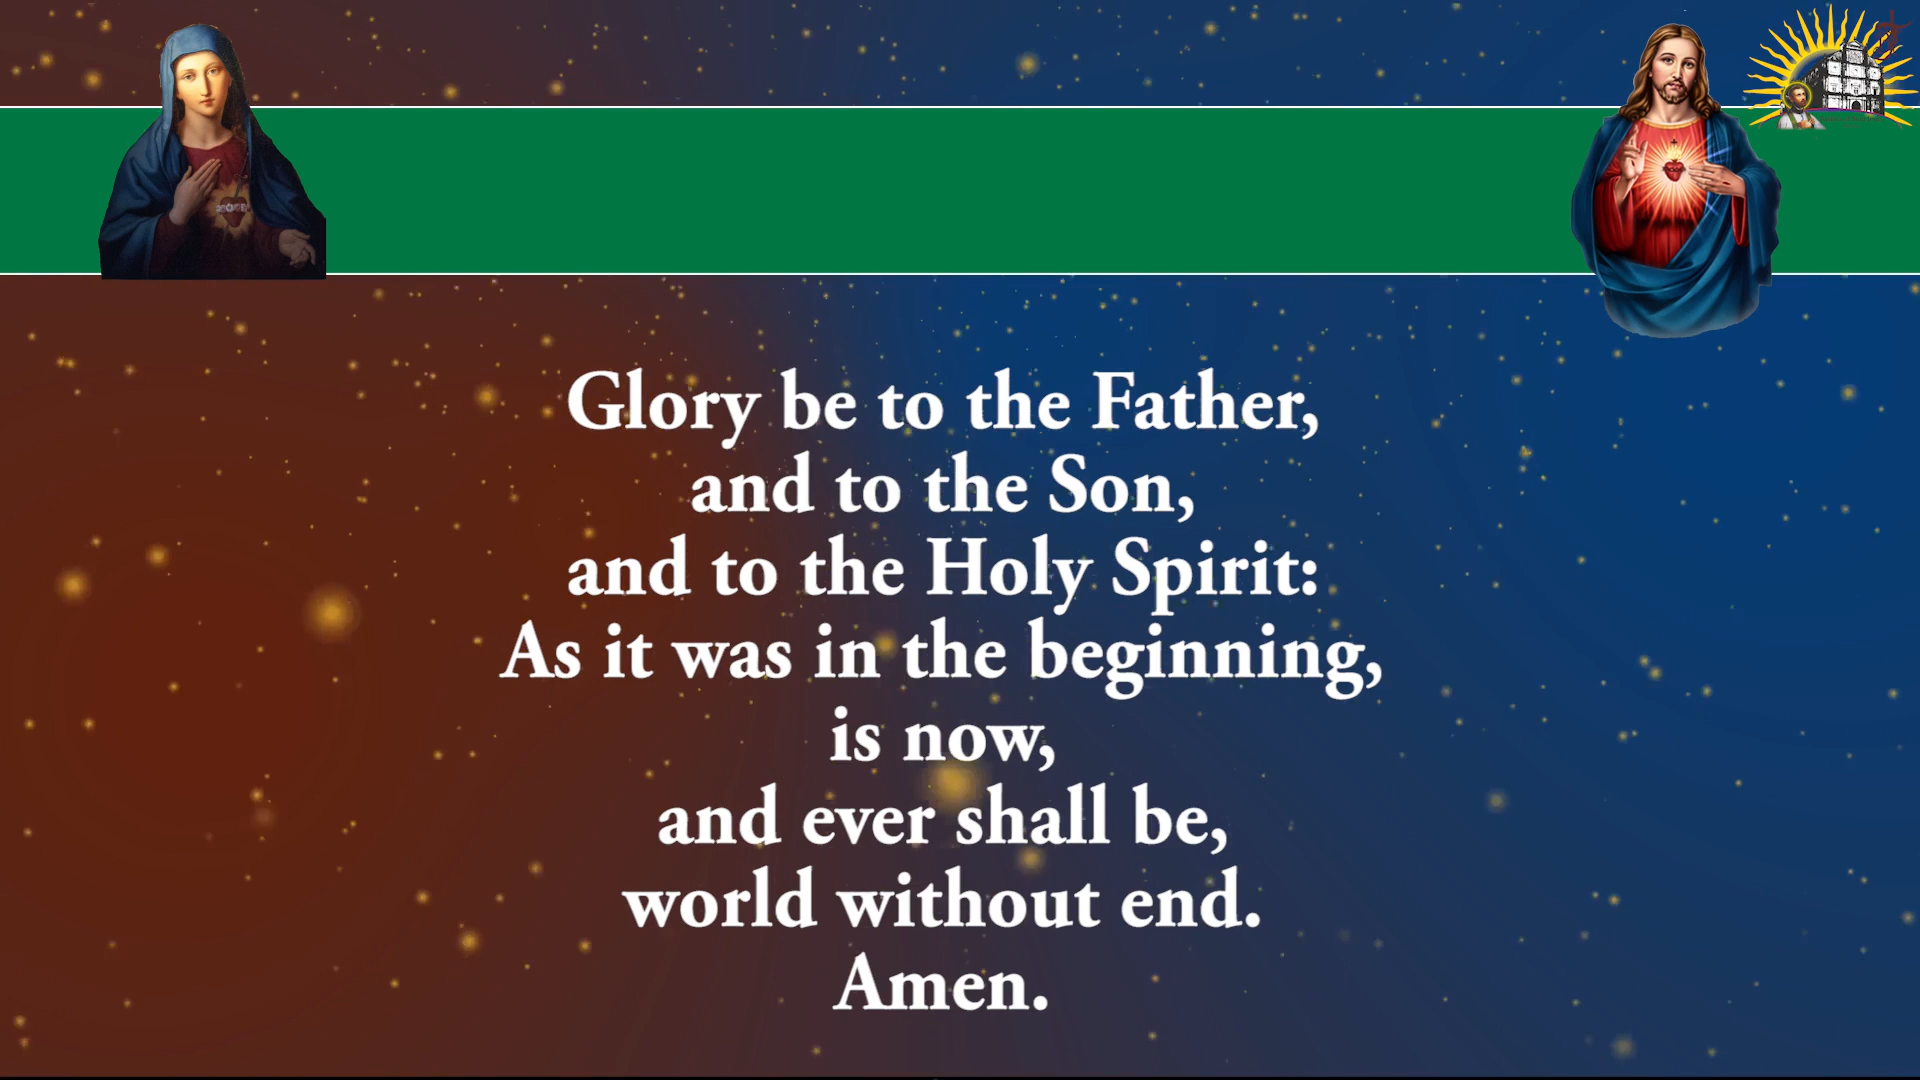 Glory be to the Father,
and to the Son,
and to the Holy Spirit:
As it was in the beginning,
is now,
and ever shall be,
world without end.
Amen.